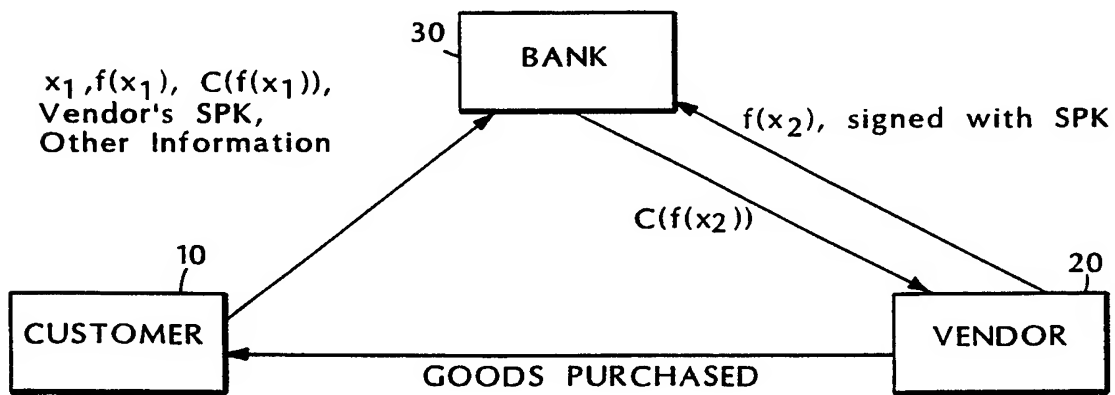 30
BANK
x₁,f(x₁), C(f(x₁)),
Vendor's SPK,
Other Information
f(x₂), signed with SPK
C(f(x₂))
10
CUSTOMER
20
VENDOR
GOODS PURCHASED